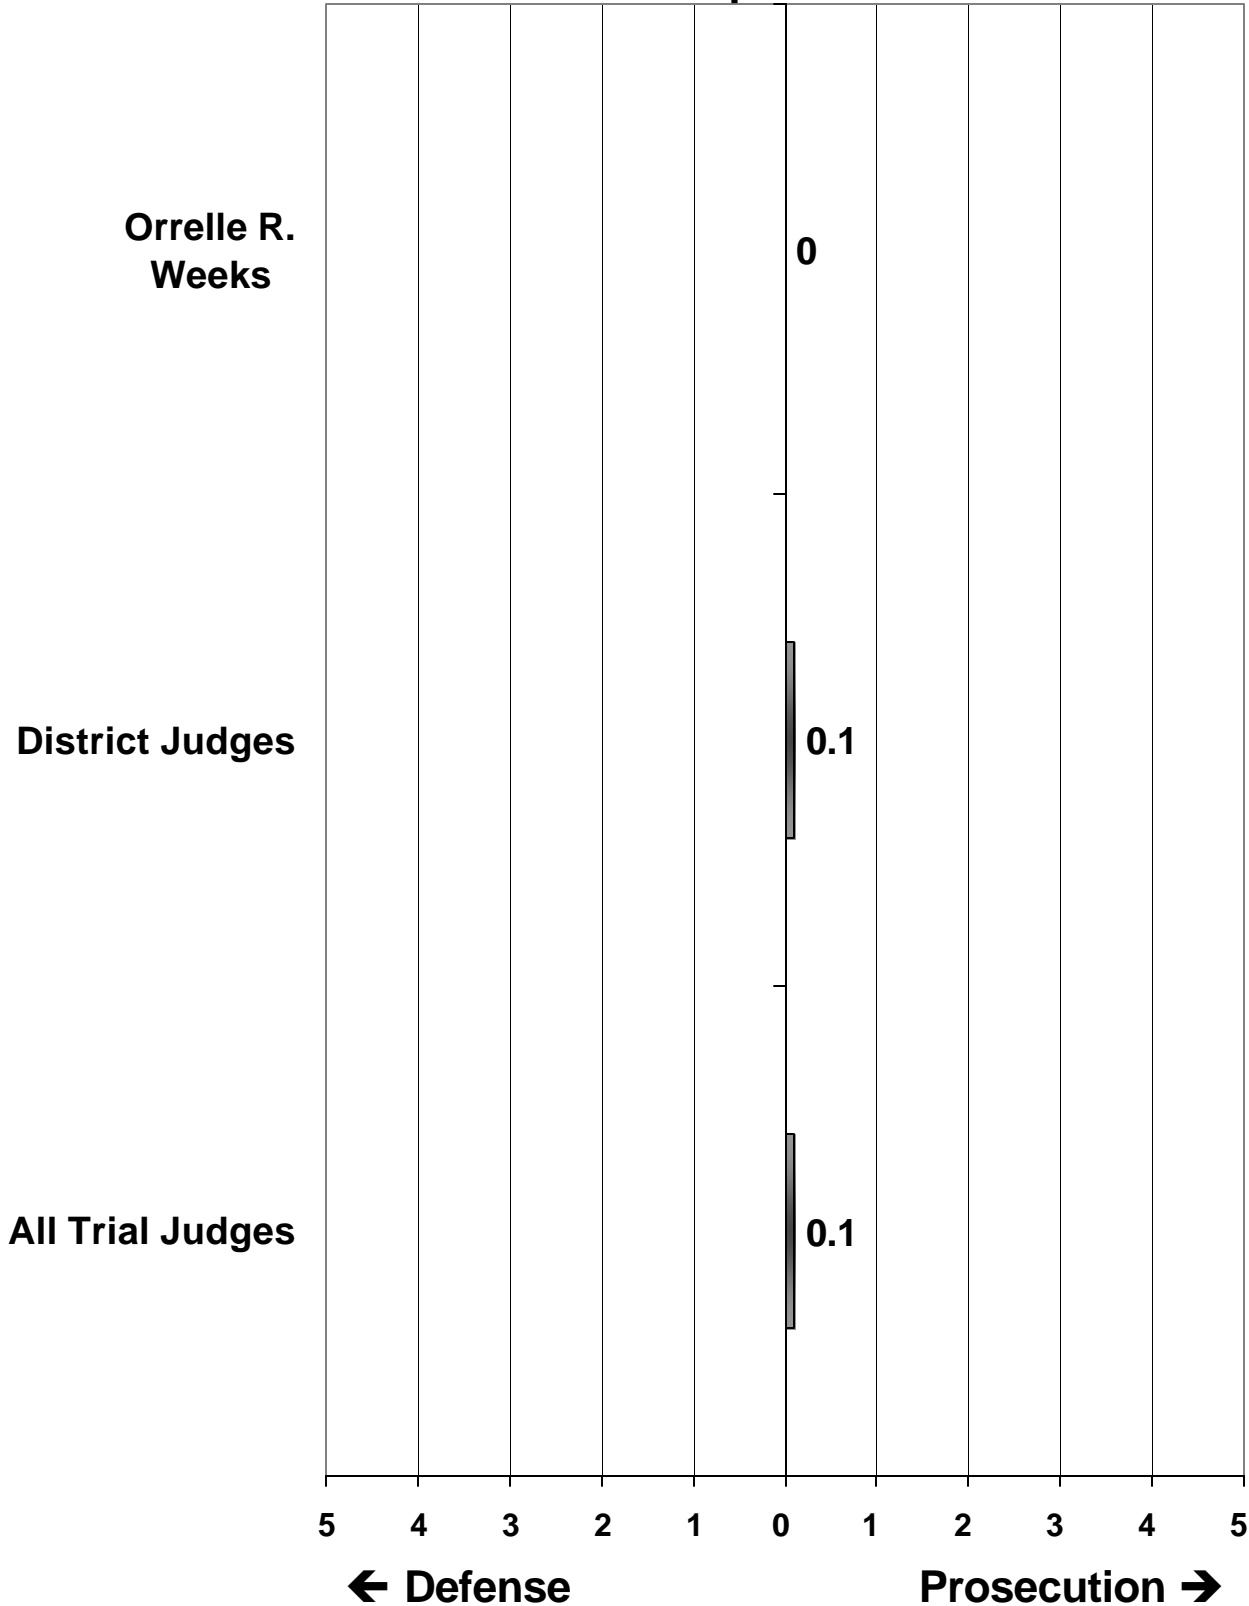 Orrelle R.
Weeks
0
District Judges
0.1
All Trial Judges
0.1
5 4 3 2 1 0 1 2 3 4 5
← Defense Prosecution →